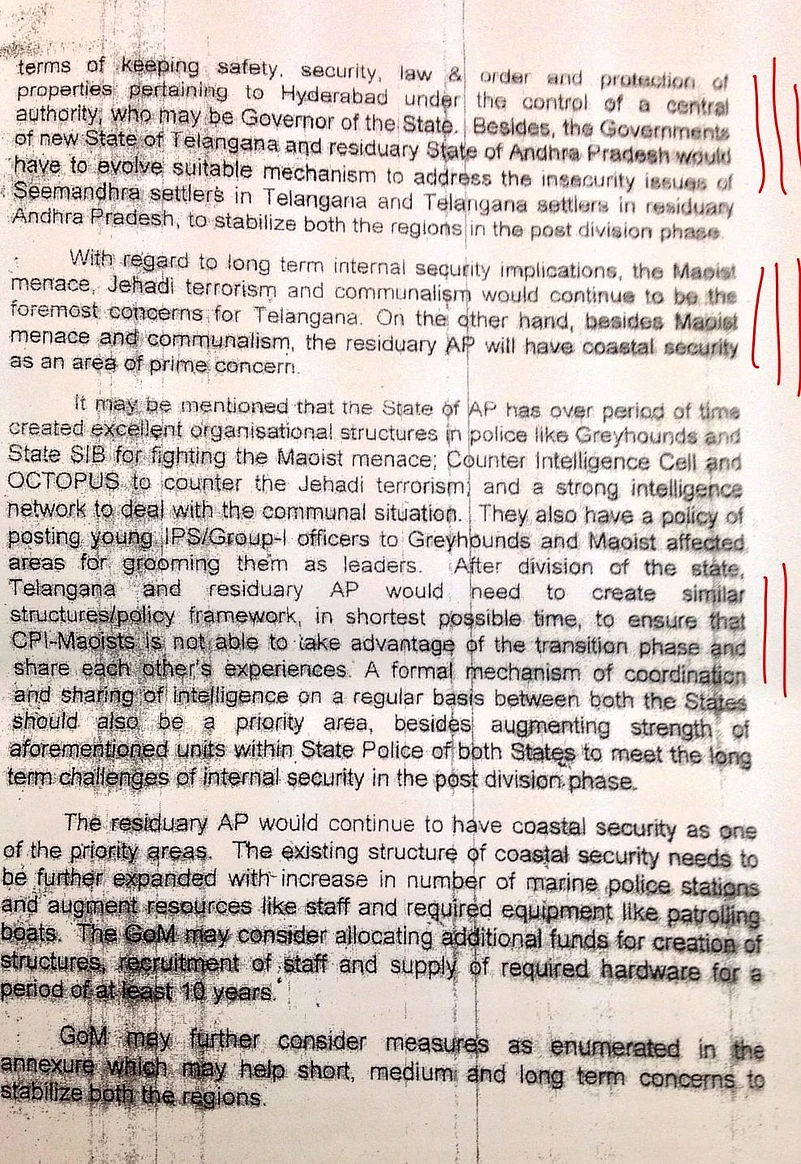 terms of keeping safety, security, law & order and protection of
properties pertaining to Hyderabad under the control of a central
authority, who may be Governor of the State. Besides, the Governments
of new State of Telangana and residuary State of Andhra Pradesh would
have to evolve suitable mechanism to address the insecurity issues of
Seemandhra settlers in Telangana and Telangana settlers in residuary
Andhra Pradesh, to stabilize both the regions in the post division phase.
With regard to long term internal security implications, the Maoist
menace, Jehadi terrorism and communalism would continue to be the
foremost concerns for Telangana. On the other hand, besides Maoist
menace and communalism, the residuary AP will have coastal security
as an area of prime concern.
It may be mentioned that the State of AP has over period of time
created excellent organisational structures in police like Greyhounds and
State SIB for fighting the Maoist menace; Counter Intelligence Cell and
OCTOPUS to counter the Jehadi terrorism; and a strong intelligence
network to deal with the communal situation. They also have a policy of
posting young IPS/Group-I officers to Greyhounds and Maoist affected
areas for grooming them as leaders. After division of the state,
Telangana and residuary AP would need to create similar
structures/policy framework, in shortest possible time, to ensure that
CPI-Maoists is not able to take advantage of the transition phase and
share each other's experiences. A formal mechanism of coordination
and sharing of intelligence on a regular basis between both the States
should also be a priority area, besides augmenting strength of
aforementioned units within State Police of both States to meet the long
term challenges of internal security in the post division phase.
The residuary AP would continue to have coastal security as one
of the priority areas. The existing structure of coastal security needs to
be further expanded with increase in number of marine police stations
and augment resources like staff and required equipment like patrolling
boats. The GoM may consider allocating additional funds for creation of
structures, recruitment of staff and supply of required hardware for a
period of at least 10 years.
GoM may further consider measures as enumerated in the
annexure which may help short, medium and long term concerns to
stabilize both the regions.